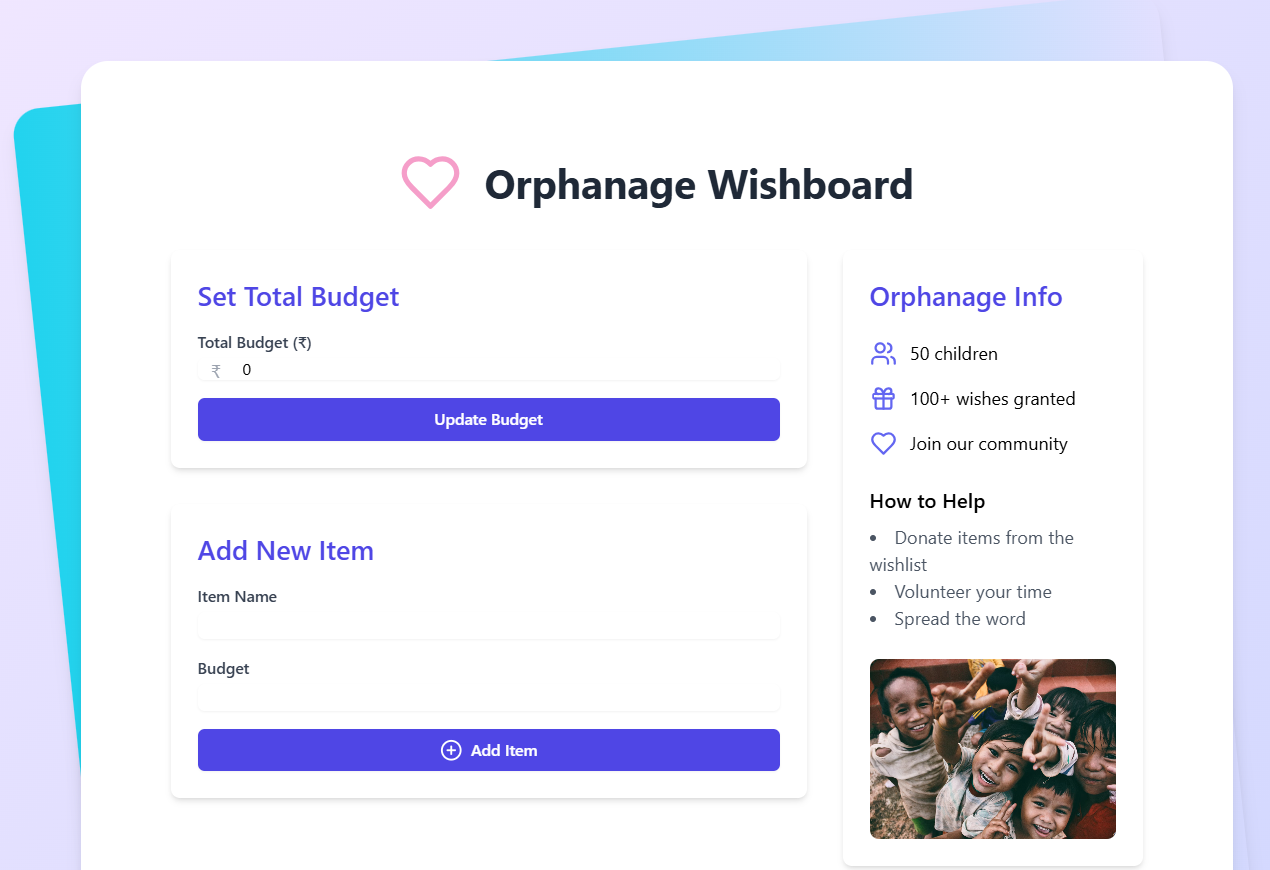 Orphanage Wishboard
Set Total Budget
Total Budget (₹)
₹ 0
Update Budget
Add New Item
Item Name
Budget
Add Item
Orphanage Info
50 children
100+ wishes granted
Join our community
How to Help
• Donate items from the
wishlist
• Volunteer your time
• Spread the word